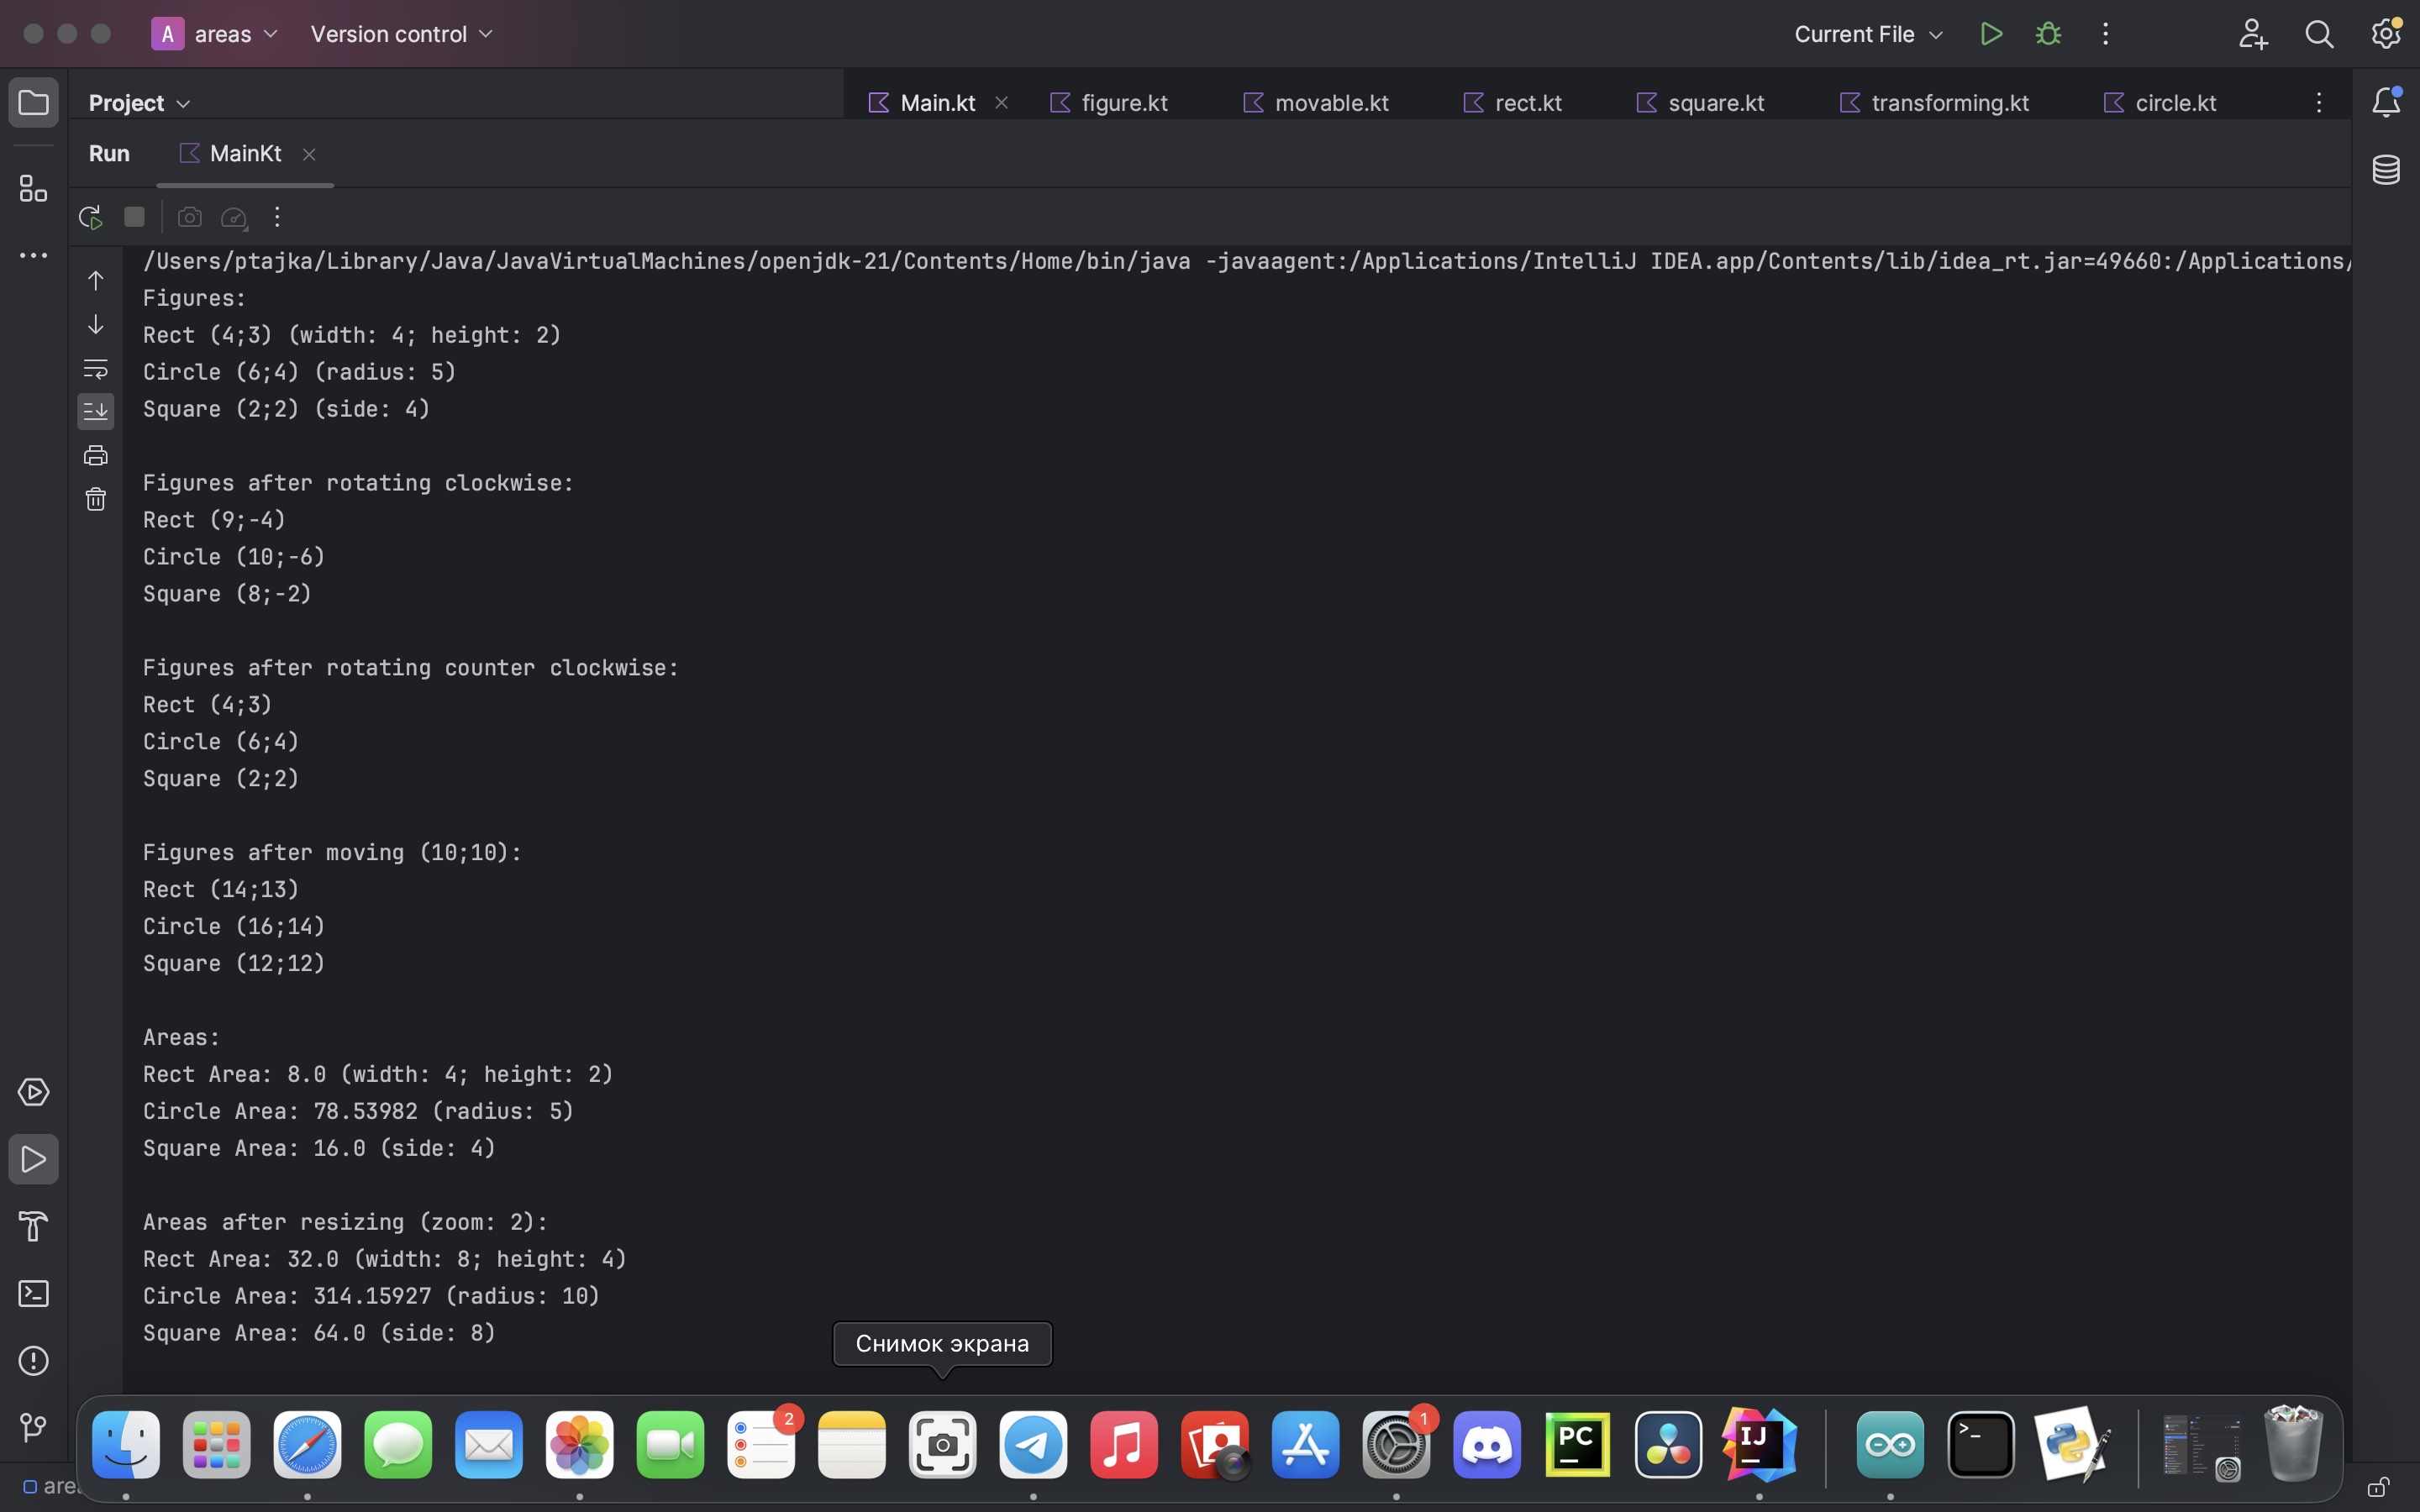 A areas Version control Current File
Project Main.kt figure.kt movable.kt rect.kt square.kt transforming.kt circle.kt
Run MainKt
/Users/ptajka/Library/Java/JavaVirtualMachines/openjdk-21/Contents/Home/bin/java -javaagent:/Applications/IntelliJ IDEA.app/Contents/lib/idea_rt.jar=49660:/Applications/
Figures:
Rect (4;3) (width: 4; height: 2)
Circle (6;4) (radius: 5)
Square (2;2) (side: 4)
Figures after rotating clockwise:
Rect (9;-4)
Circle (10;-6)
Square (8;-2)
Figures after rotating counter clockwise:
Rect (4;3)
Circle (6;4)
Square (2;2)
Figures after moving (10;10):
Rect (14;13)
Circle (16;14)
Square (12;12)
Areas:
Rect Area: 8.0 (width: 4; height: 2)
Circle Area: 78.53982 (radius: 5)
Square Area: 16.0 (side: 4)
Areas after resizing (zoom: 2):
Rect Area: 32.0 (width: 8; height: 4)
Circle Area: 314.15927 (radius: 10)
Square Area: 64.0 (side: 8)
Снимок экрана
2 1
PC IJ >_